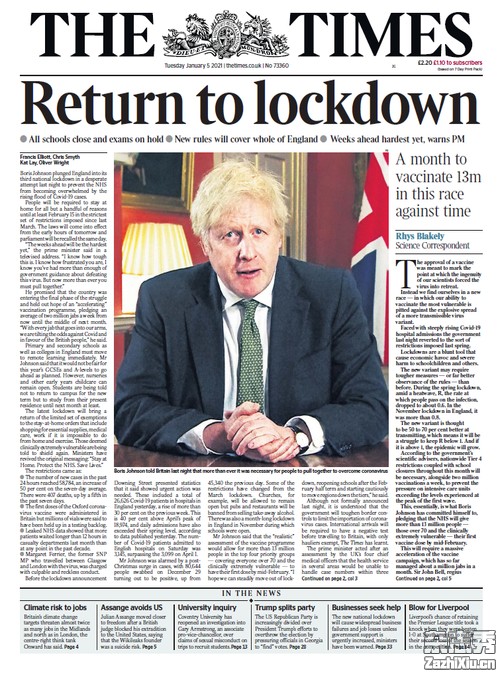 THE TIMES
Tuesday January 5 2021 | thetimes.co.uk | No 73360
£2.20 £1.10 to subscribers
Return to lockdown
All schools close and exams on hold
New rules will cover whole of England
Weeks ahead hardest yet, warns PM
Francis Elliott, Chris Smyth
Kat Lay, Oliver Wright
Boris Johnson plunged England into its
third national lockdown in a desperate
attempt last night to prevent the NHS
from becoming overwhelmed by the
rising flood of Covid-19 cases.
People will be required to stay at
home for all but a handful of reasons
until at least February 15 in the strictest
set of restrictions imposed since last
March. The laws will come into effect
from the early hours of tomorrow and
parliament will be recalled the same day.
"The weeks ahead will be the hardest
yet," the prime minister said in a
televised address. "I know how tough
this is. I know how frustrated you are, I
know you've had more than enough of
government guidance about defeating
this virus. But now more than ever you
must pull together."
He promised that the country was
entering the final phase of the struggle
and held out hope of an "accelerating"
vaccination programme, pledging an
average of two million jabs a week from
now until the middle of next month.
"With every jab that goes into our arms,
we are tilting the odds against Covid and
in favour of the British people," he said.
Primary and secondary schools as
well as colleges in England must move
to remote learning immediately. Mr
Johnson said that it would not be fair for
this year's GCSEs and A-levels to go
ahead as planned. However, nurseries
and other early years childcare can
remain open. Students are being told
not to return to campus for the new
term but to study from their present
residence until next month at least.
The latest lockdown will bring a
return of the limited set of exemptions
to the stay-at-home orders that include
shopping for essential supplies, medical
care, work if it is impossible to do
from home and exercise. Those deemed
clinically extremely vulnerable are being
told to shield again. Ministers have
revived the original messaging: "Stay at
Home, Protect the NHS, Save Lives."
The restrictions came as:
The number of new cases in the past
24 hours reached 58,784, an increase of
50 per cent on the seven-day average.
There were 407 deaths, up by a fifth in
the past seven days.
The first doses of the Oxford corona-
virus vaccine were administered in
Britain but millions of vials were said to
have been held up in a testing backlog.
Leaked NHS data showed that more
patients waited longer than 12 hours in
casualty departments last month than
at any point in the past decade.
Margaret Ferrier, the former SNP
MP who travelled between Glasgow
and London with the virus, was charged
with culpable and reckless conduct.
Before the lockdown announcement
Boris Johnson told Britain last night that more than ever it was necessary for people to pull together to overcome coronavirus
Downing Street presented statistics
that it said showed urgent action was
needed. Those included a total of
26,626 Covid-19 patients in hospitals in
England yesterday, a rise of more than
30 per cent on the previous week. This
is 40 per cent above April's peak of
18,974, and daily admissions have also
exceeded the spring record, according
to data published yesterday. The num-
ber of Covid-19 patients admitted to
English hospitals on Saturday was
3,145, surpassing the 3,099 on April 1.
Mr Johnson was alarmed by a post-
Christmas surge in cases, with 80,664
people swabbed on December 29
turning out to be positive, up from
45,340 the previous day. Some of the
restrictions have changed from the
March lockdown. Churches, for
example, will be allowed to remain
open but pubs and restaurants will be
banned from selling take-away alcohol.
There was also a month-long lockdown
in England in November during which
schools were open.
Mr Johnson said that the "realistic"
assessment of the vaccine programme
would allow for more than 13 million
people in the top four priority groups
— covering everyone over 70 and the
clinically extremely vulnerable — to
have their first dose by mid-February. "I
hope we can steadily move out of lock-
down, reopening schools after the Feb-
ruary half term and starting cautiously
to move regions down the tiers," he said.
Although not formally announced
last night, it is understood that the
government will toughen border con-
trols to limit the importation of corona-
virus cases. International arrivals will
be required to have a negative test
before travelling to Britain, with only
hauliers exempt, The Times has learnt.
The prime minister acted after an
assessment by the UK's four chief
medical officers that the health service
in several areas would be unable to
handle case numbers within three
Continued on page 2, col 3
A month to
vaccinate 13m
in this race
against time
Rhys Blakely
Science Correspondent
The approval of a vaccine
was meant to mark the
point at which the ingenuity
of our scientists forced the
virus into retreat.
Instead we find ourselves in a new
race — in which our ability to
vaccinate the most vulnerable is
pitted against the explosive spread
of a more transmissible virus
variant.
Faced with steeply rising Covid-19
hospital admissions the government
last night reverted to the sort of
restrictions imposed last spring.
Lockdowns are a blunt tool that
cause economic havoc and severe
harm to schoolchildren and others.
The new variant may require
tougher measures — or far better
observance of the rules — than
before. During the spring lockdown,
amid a heatwave, R, the rate at
which people pass on the infection,
dropped to about 0.6. In the
November lockdown in England, it
was more than 0.8.
The new variant is thought
to be 50 to 70 per cent better at
transmitting, which means it will be
a struggle to keep R below 1. And if
it is above 1, the epidemic will grow.
According to the government's
scientific advisers, nationwide Tier 4
restrictions coupled with school
closures throughout this month will
be necessary, alongside two million
vaccinations a week, to prevent the
pressure on intensive care units
exceeding the levels experienced in
the peak of the first wave.
This, essentially, is what Boris
Johnson has committed himself to,
pledging that the NHS will give
more than 13 million people —
those over 70 and the clinically
extremely vulnerable — their first
vaccine dose by mid-February.
This will require a massive
acceleration of the vaccine
campaign, which has so far
managed about a million jabs in a
month. Sir John Bell, regius
Continued on page 2, col 5
IN THE NEWS
Climate risk to jobs
Britain's climate change
targets threaten almost twice
as many jobs in the
Midlands and north as in
London, the centre-right
think tank Onward has said. Page 4
Assange avoids US
Julian Assange moved closer
to freedom after a British
judge blocked his extradition
to the United States, saying
that the Wikileaks founder
was a suicide risk. Page 5
University inquiry
Coventry University has
reopened an investigation into
Gary Armstrong, an associate
pro-vice-chancellor, over
claims of sexual misconduct on
trips to recruit students. Page 13
Trump splits party
The US Republican Party is
increasingly divided over
President Trump's efforts to
overthrow the election by
pressuring officials in Georgia
to "find" votes. Page 28
Businesses seek help
The new national lockdown
will cause widespread business
failures and job losses unless
government support is
urgently increased, ministers
have been warned. Page 33
Blow for Liverpool
Liverpool's chance of retaining
the Premier League title took a
ZaZhiXiu.cn